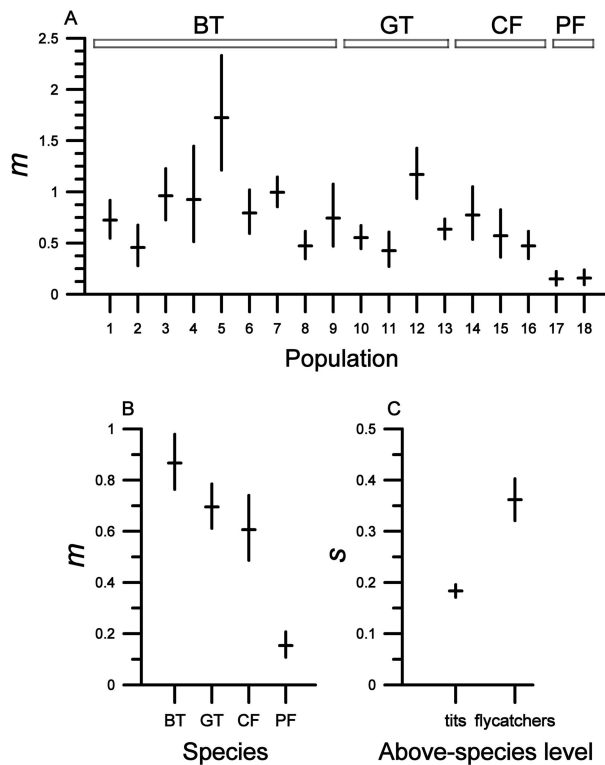 A
BT GT CF PF
2.5
2
1.5
1
0.5
0
m
1 2 3 4 5 6 7 8 9 10 11 12 13 14 15 16 17 18
Population
B
1
0.8
0.6
0.4
0.2
0
m
BT GT CF PF
Species
C
0.5
0.4
0.3
0.2
0.1
0
s
tits flycatchers
Above-species level